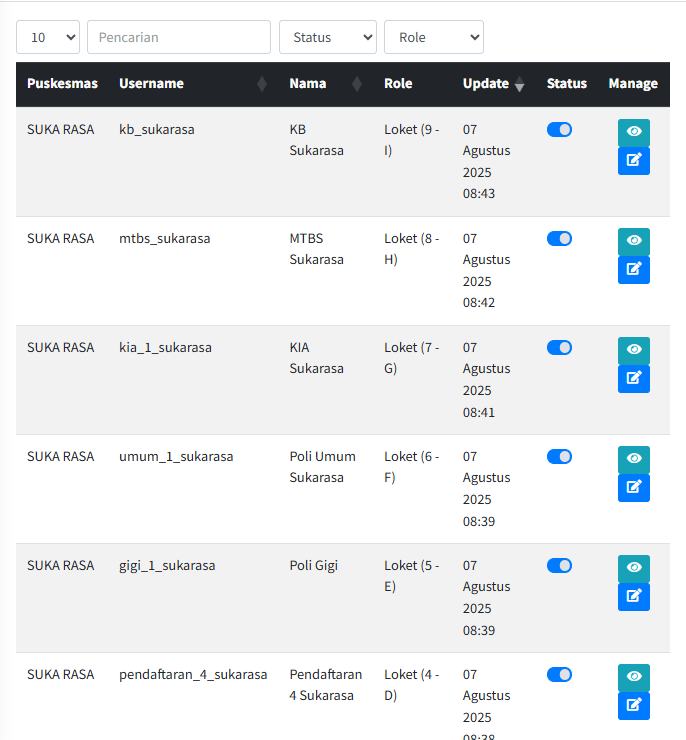 10 Pencarian Status Role
Puskesmas Username Nama Role Update Status Manage
SUKA RASA kb_sukarasa KB Loket (9 - 07
Sukarasa I) Agustus
2025
08:43
SUKA RASA mtbs_sukarasa MTBS Loket (8 - 07
Sukarasa H) Agustus
2025
08:42
SUKA RASA kia_1_sukarasa KIA Loket (7 - 07
Sukarasa G) Agustus
2025
08:41
SUKA RASA umum_1_sukarasa Poli Umum Loket (6 - 07
Sukarasa F) Agustus
2025
08:39
SUKA RASA gigi_1_sukarasa Poli Gigi Loket (5 - 07
E) Agustus
2025
08:39
SUKA RASA pendaftaran_4_sukarasa Pendaftaran Loket (4 - 07
4 Sukarasa D) Agustus
2025
08:38